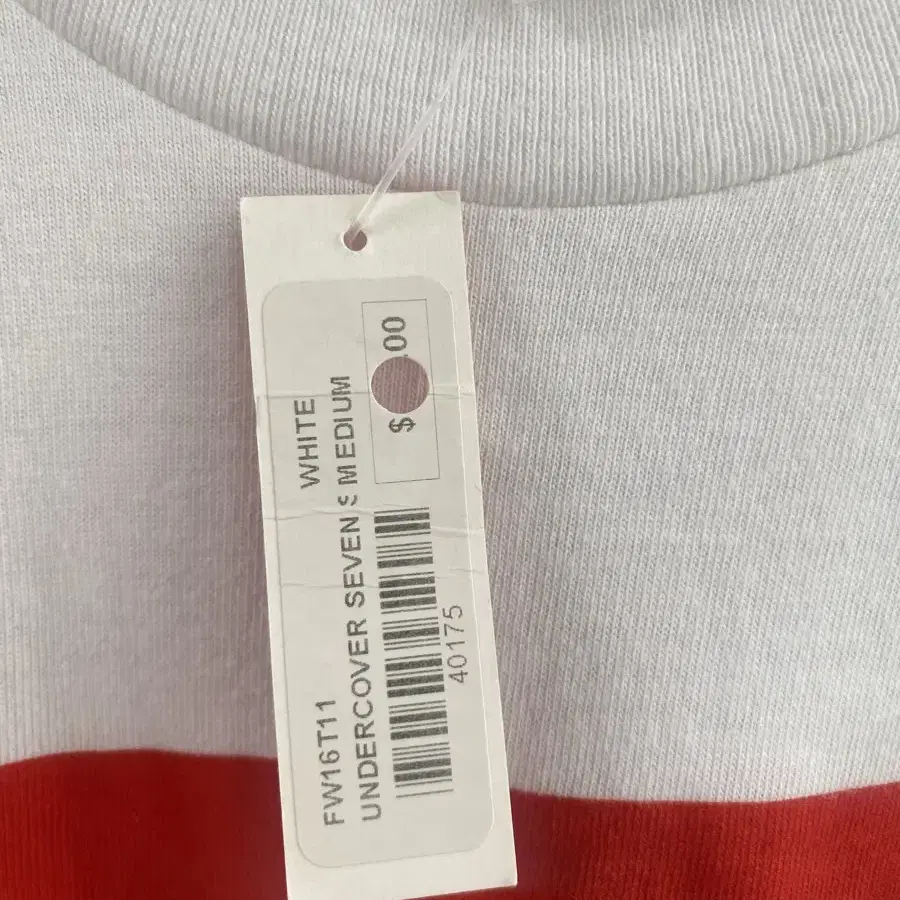 FW16T11 WHITE
UNDERCOVER SEVEN S MEDIUM
$ .00
40175